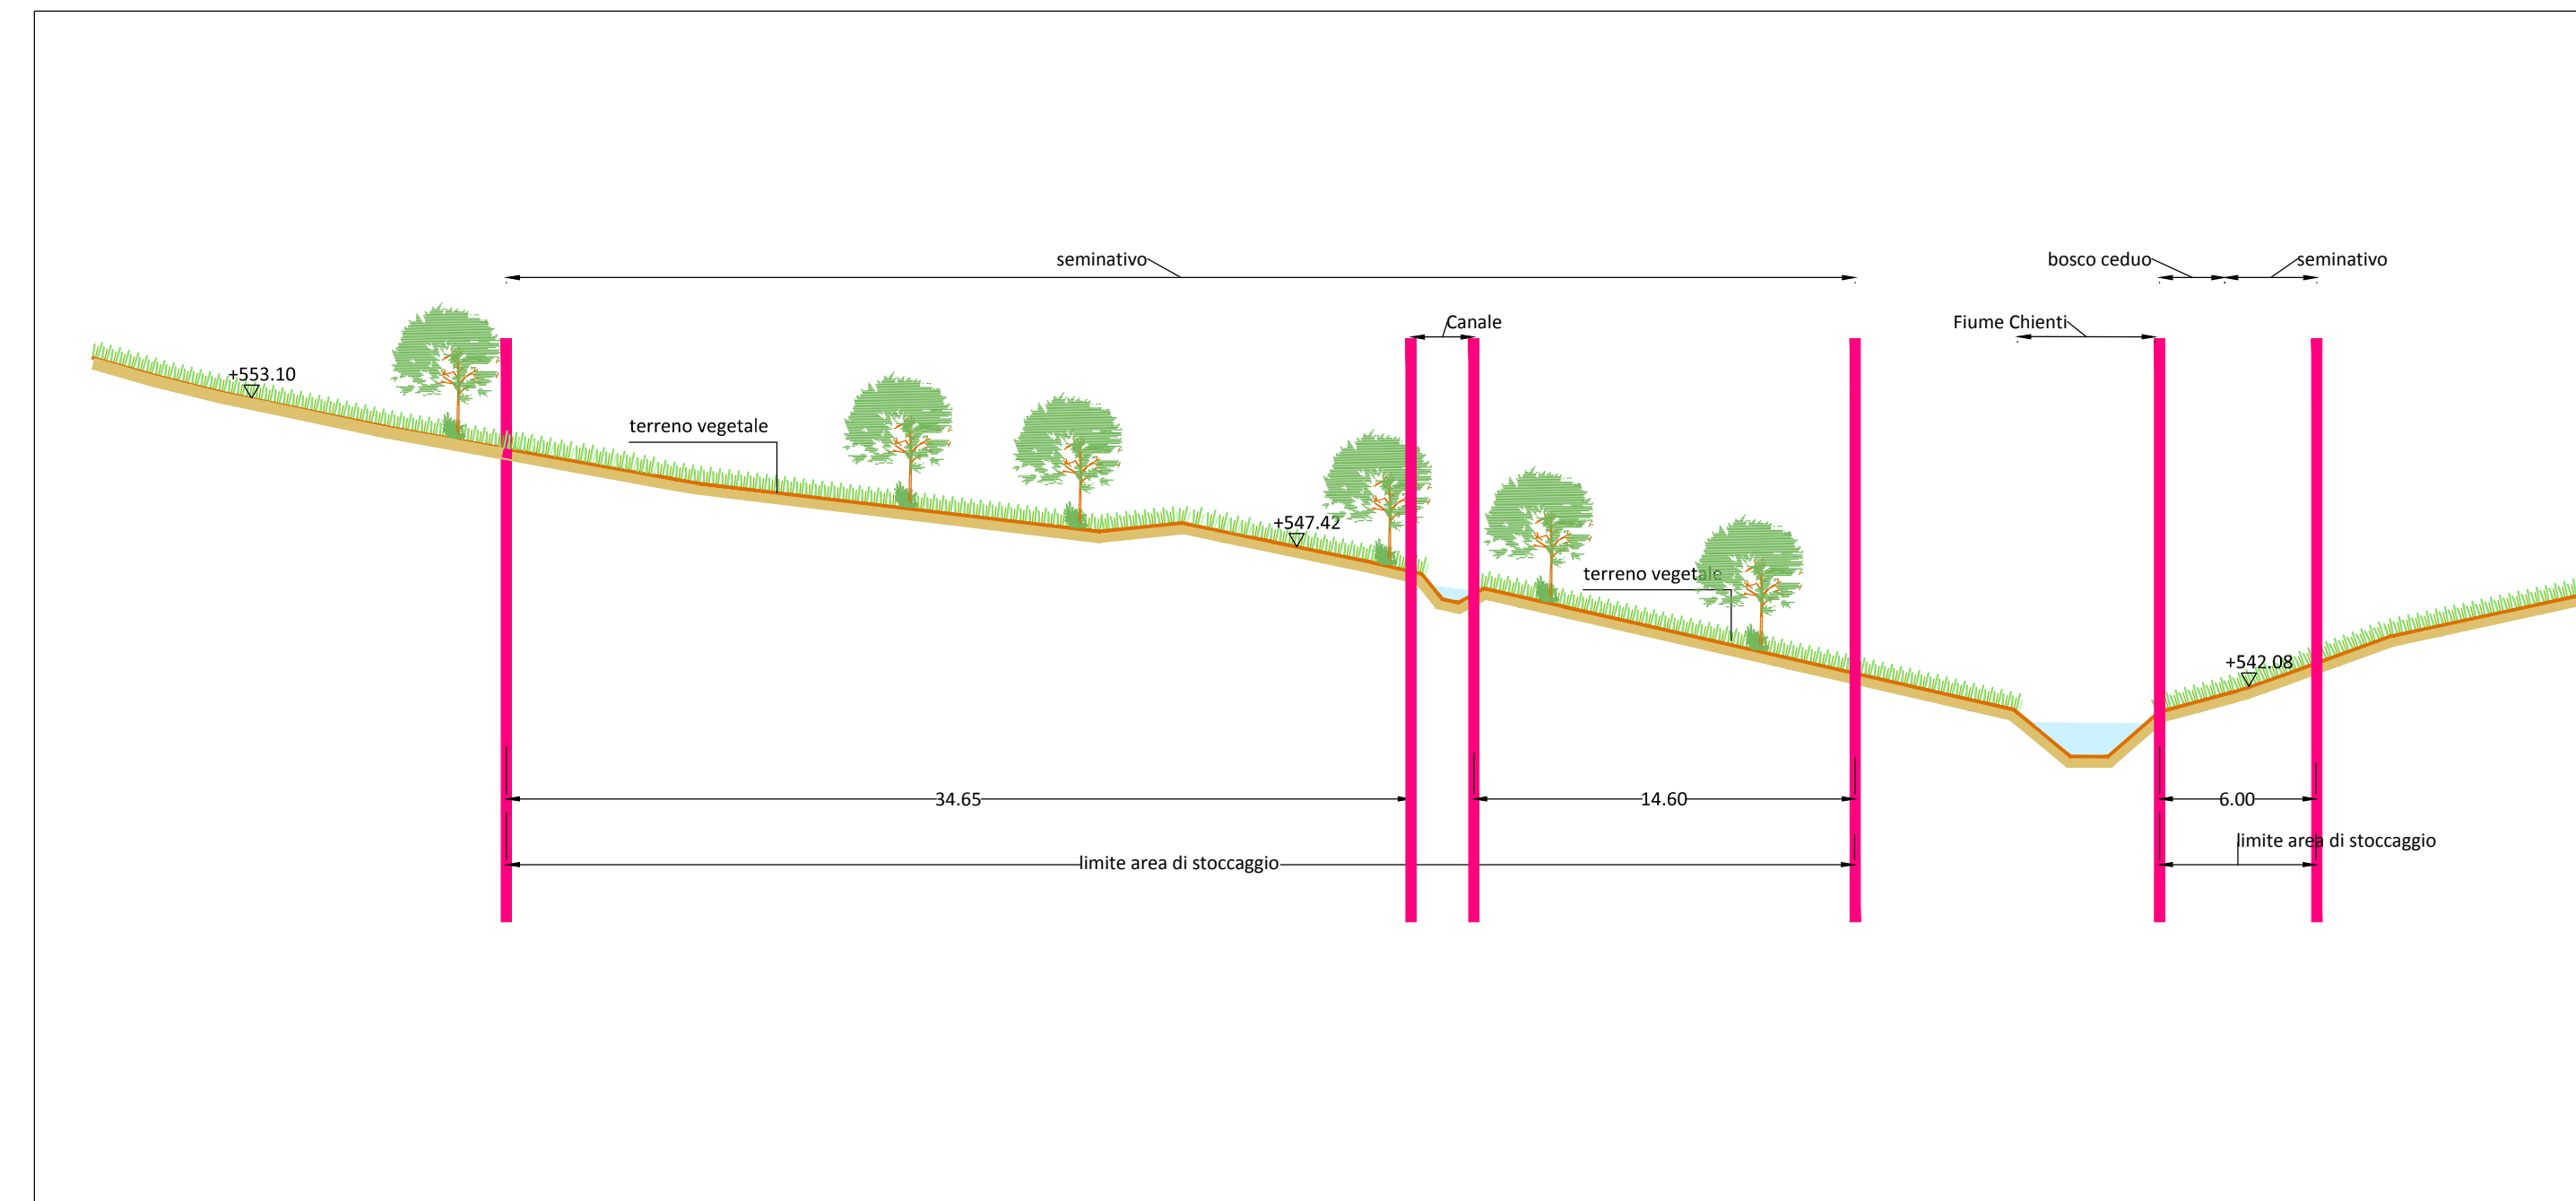 seminativo
bosco ceduo
seminativo
Canale
Fiume Chienti
+553.10
terreno vegetale
+547.42
terreno vegetale
+542.08
34.65
14.60
6.00
limite area di stoccaggio
limite area di stoccaggio